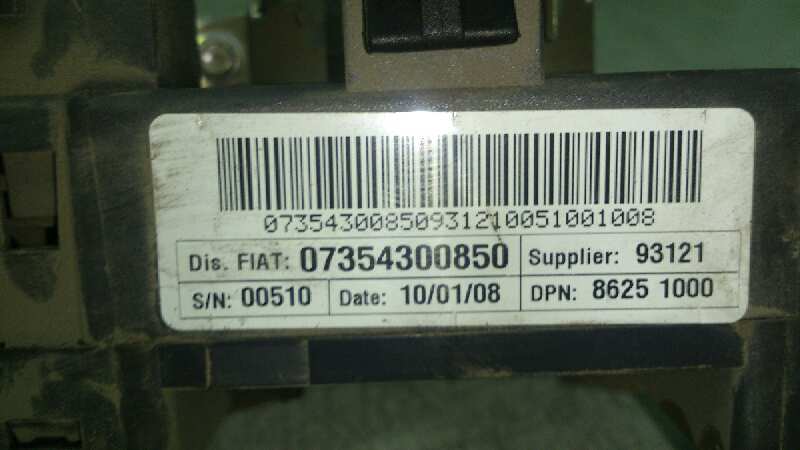 07354300850931210051001008
Dis. FIAT: 07354300850 Supplier: 93121
S/N: 00510 Date: 10/01/08 DPN: 8625 1000